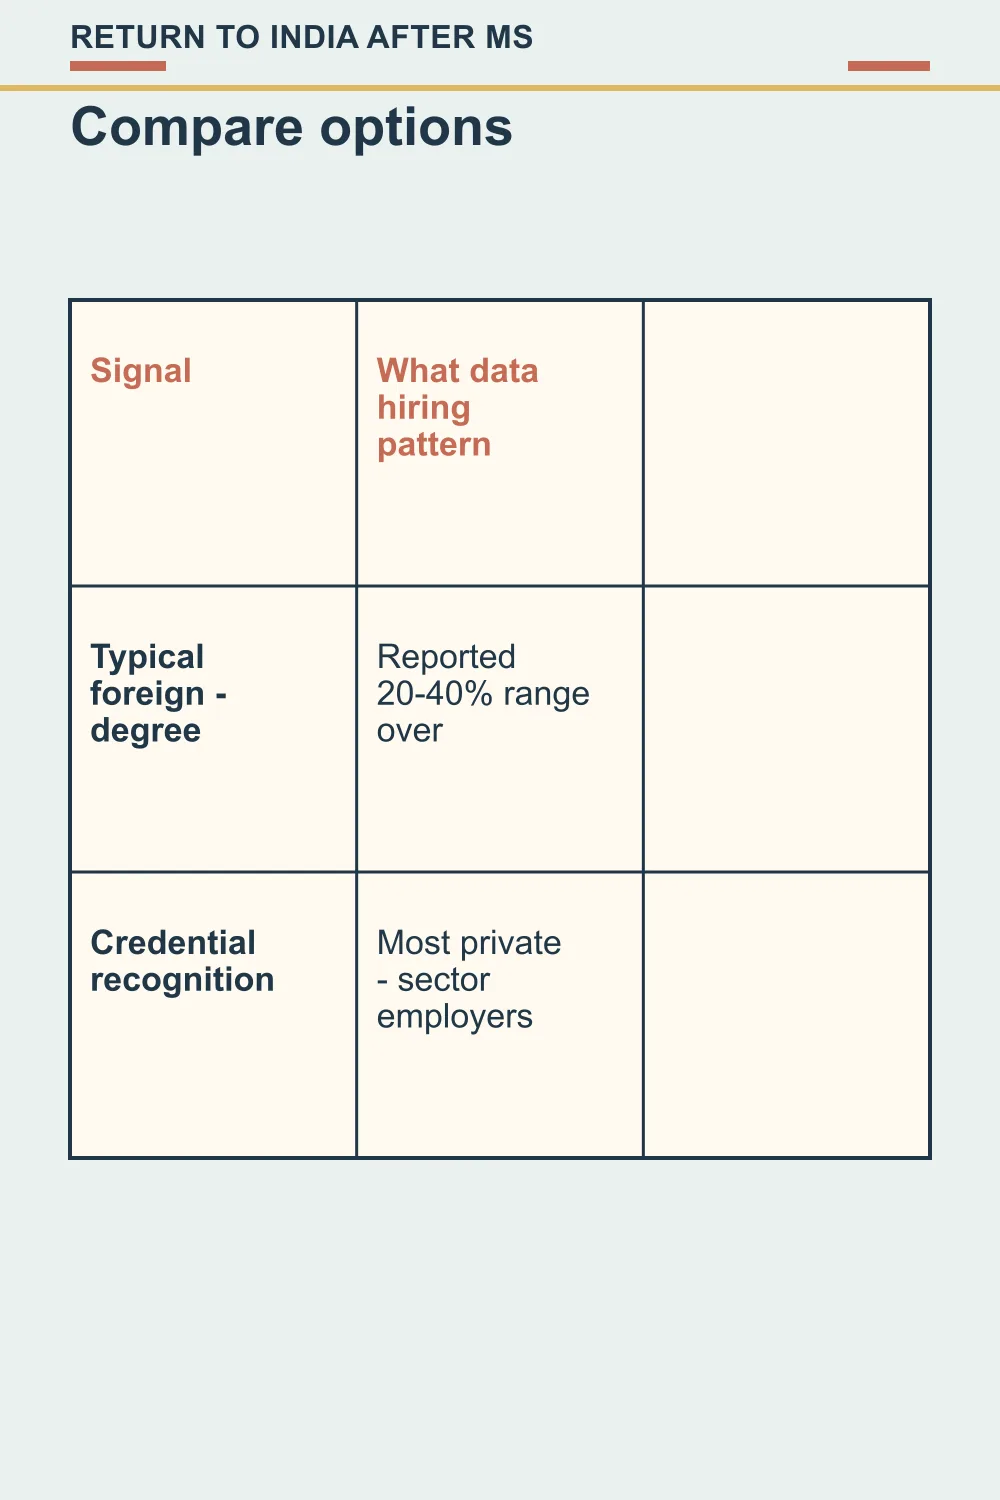 RETURN TO INDIA AFTER MS
Compare options
Signal
What data
hiring
pattern
Typical
foreign -
degree
Reported
20-40% range
over
Credential
recognition
Most private
- sector
employers